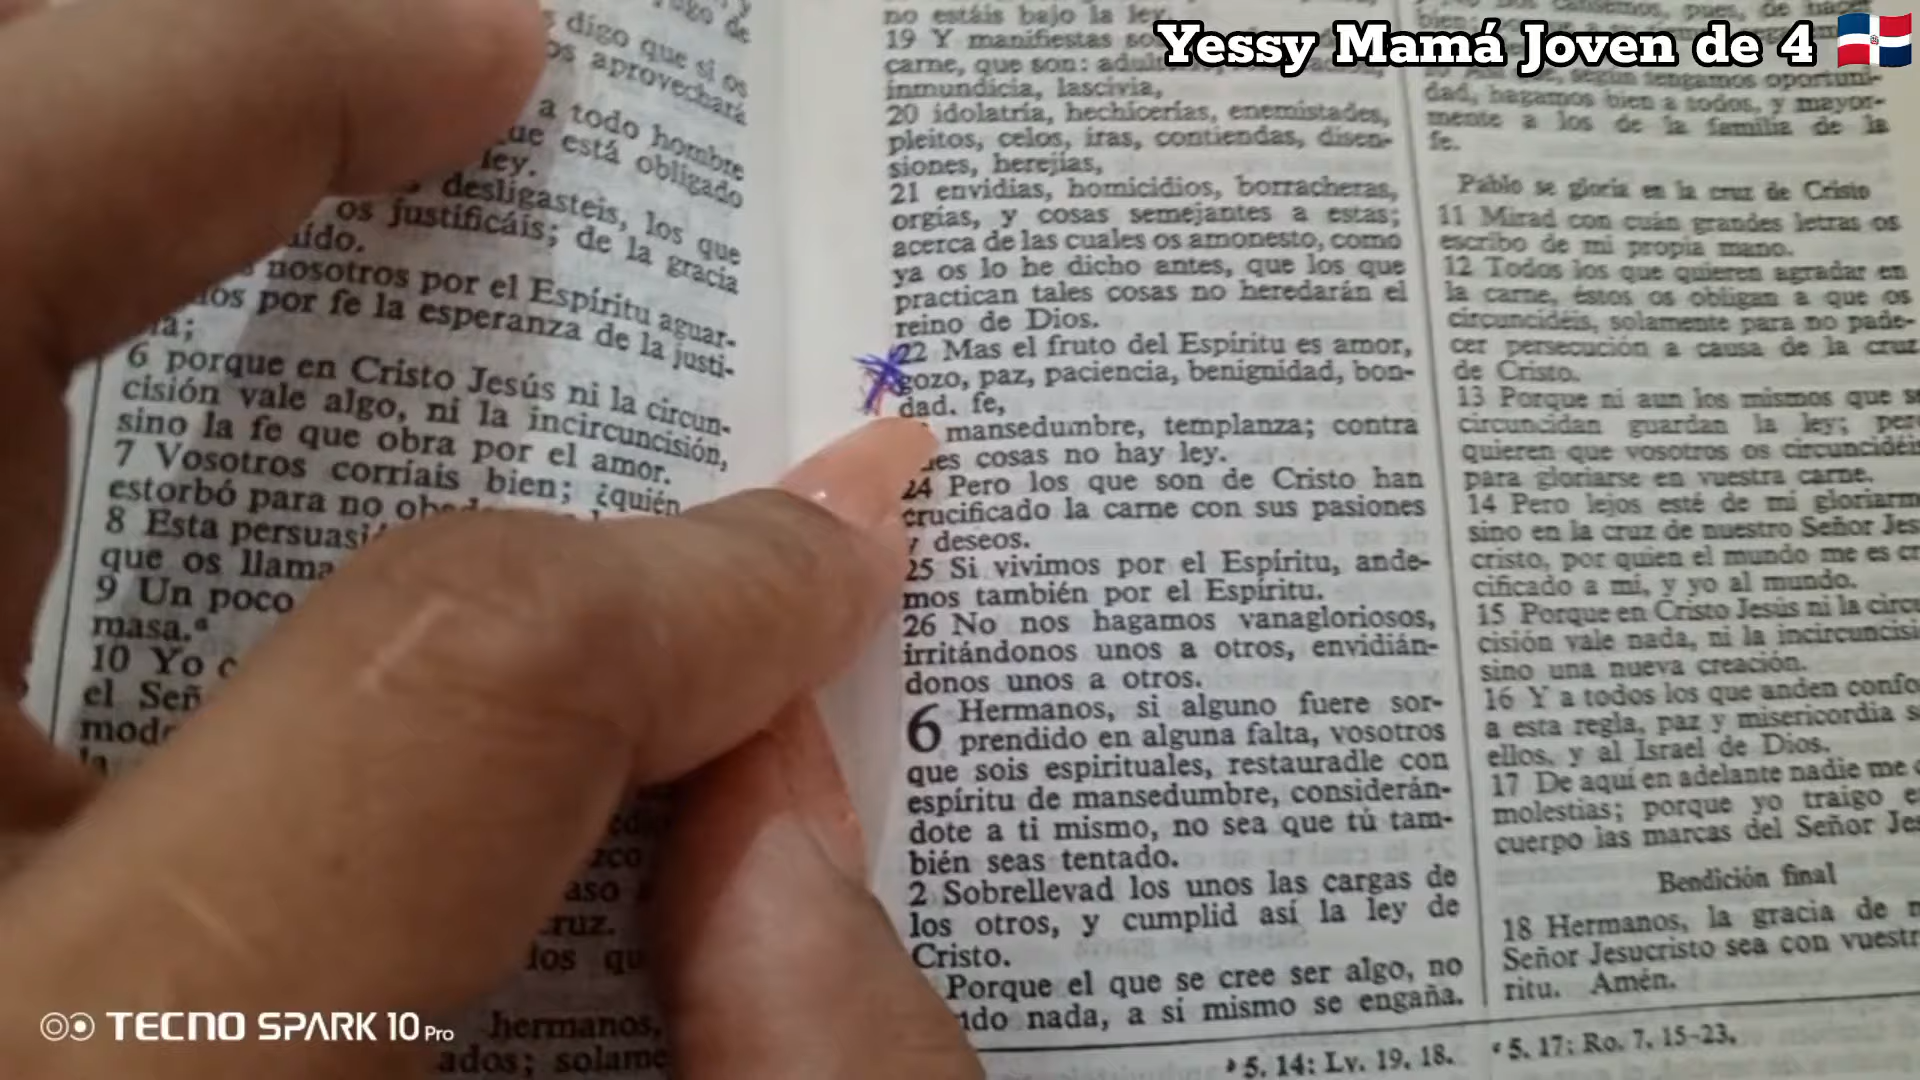 Yessy Mamá Joven de 4
digo que si os
os aprovechará
a todo hombre
que está obligado
ley.
desligasteis, los que
os justificáis; de la gracia
nosotros por el Espíritu aguar-
por fe la esperanza de la justi-
6 porque en Cristo Jesús ni la circun-
cisión vale algo, ni la incircuncisión,
sino la fe que obra por el amor.
7 Vosotros corríais bien; ¿quién
estorbó para no
8 Esta
que os llama
9 Un poco
masa.
10 Yo
el
hermanos,
solame
no estáis bajo la ley.
19 Y manifiestas
carne, que son:
inmundicia, lascivia,
20 idolatría, hechicerías, enemistades,
pleitos, celos, iras, contiendas, disen-
siones, herejías,
21 envidias, homicidios, borracheras,
orgías, y cosas semejantes a estas;
acerca de las cuales os amonesto, como
ya os lo he dicho antes, que los que
practican tales cosas no heredarán el
reino de Dios.
22 Mas el fruto del Espíritu es amor,
gozo, paz, paciencia, benignidad, bon-
dad, fe,
mansedumbre, templanza; contra
cosas no hay ley.
24 Pero los que son de Cristo han
crucificado la carne con sus pasiones
y deseos.
25 Si vivimos por el Espíritu, ande-
mos también por el Espíritu.
26 No nos hagamos vanagloriosos,
irritándonos unos a otros, envidián-
donos unos a otros.
6 Hermanos, si alguno fuere sor-
prendido en alguna falta, vosotros
que sois espirituales, restauradle con
espíritu de mansedumbre, considerán-
dote a ti mismo, no sea que tú tam-
bién seas tentado.
2 Sobrellevad los unos las cargas de
los otros, y cumplid así la ley de
Cristo.
Porque el que se cree ser algo, no
nada, a sí mismo se engaña.
dad, hagamos bien a todos, y mayor-
mente a los de la familia de la
fe.
Pablo se gloría en la cruz de Cristo
11 Mirad con cuán grandes letras os
escribo de mi propia mano.
12 Todos los que quieren agradar en
la carne, éstos os obligan a que os
circuncidéis, solamente para no pade-
cer persecución a causa de la cruz
de Cristo.
13 Porque ni aun los mismos que
circuncidan guardan la ley;
quieren que vosotros os circuncidéis
para gloriarse en vuestra carne.
14 Pero lejos esté de mí
sino en la cruz de nuestro Señor
cristo, por quien el mundo me es
cificado a mí, y yo al mundo.
15 Porque en Cristo Jesús ni la
cisión vale nada, ni la
sino una nueva creación.
16 Y a todos los que anden
a esta regla, paz y misericordia
ellos, y al Israel de Dios.
17 De aquí en adelante nadie me
molestias; porque yo traigo
cuerpo las marcas del Señor
Bendición final
18 Hermanos, la gracia de
Señor Jesucristo sea con
ritu. Amén.
5. 14: Lv. 19. 18. 5. 17: Ro. 7. 15-23.
TECNO SPARK 10 Pro